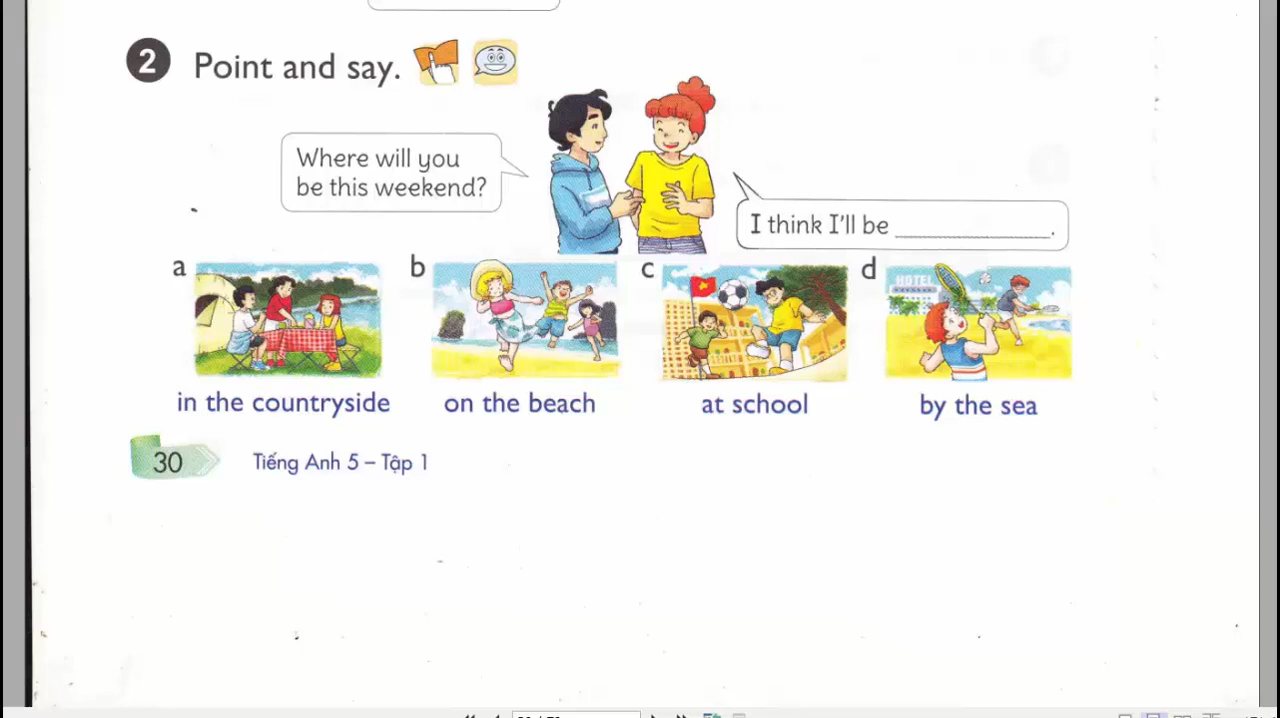 2 Point and say.
Where will you
be this weekend?
I think I'll be ____________.
a
b
c
d
HOTEL
in the countryside
on the beach
at school
by the sea
30
Tiếng Anh 5 – Tập 1